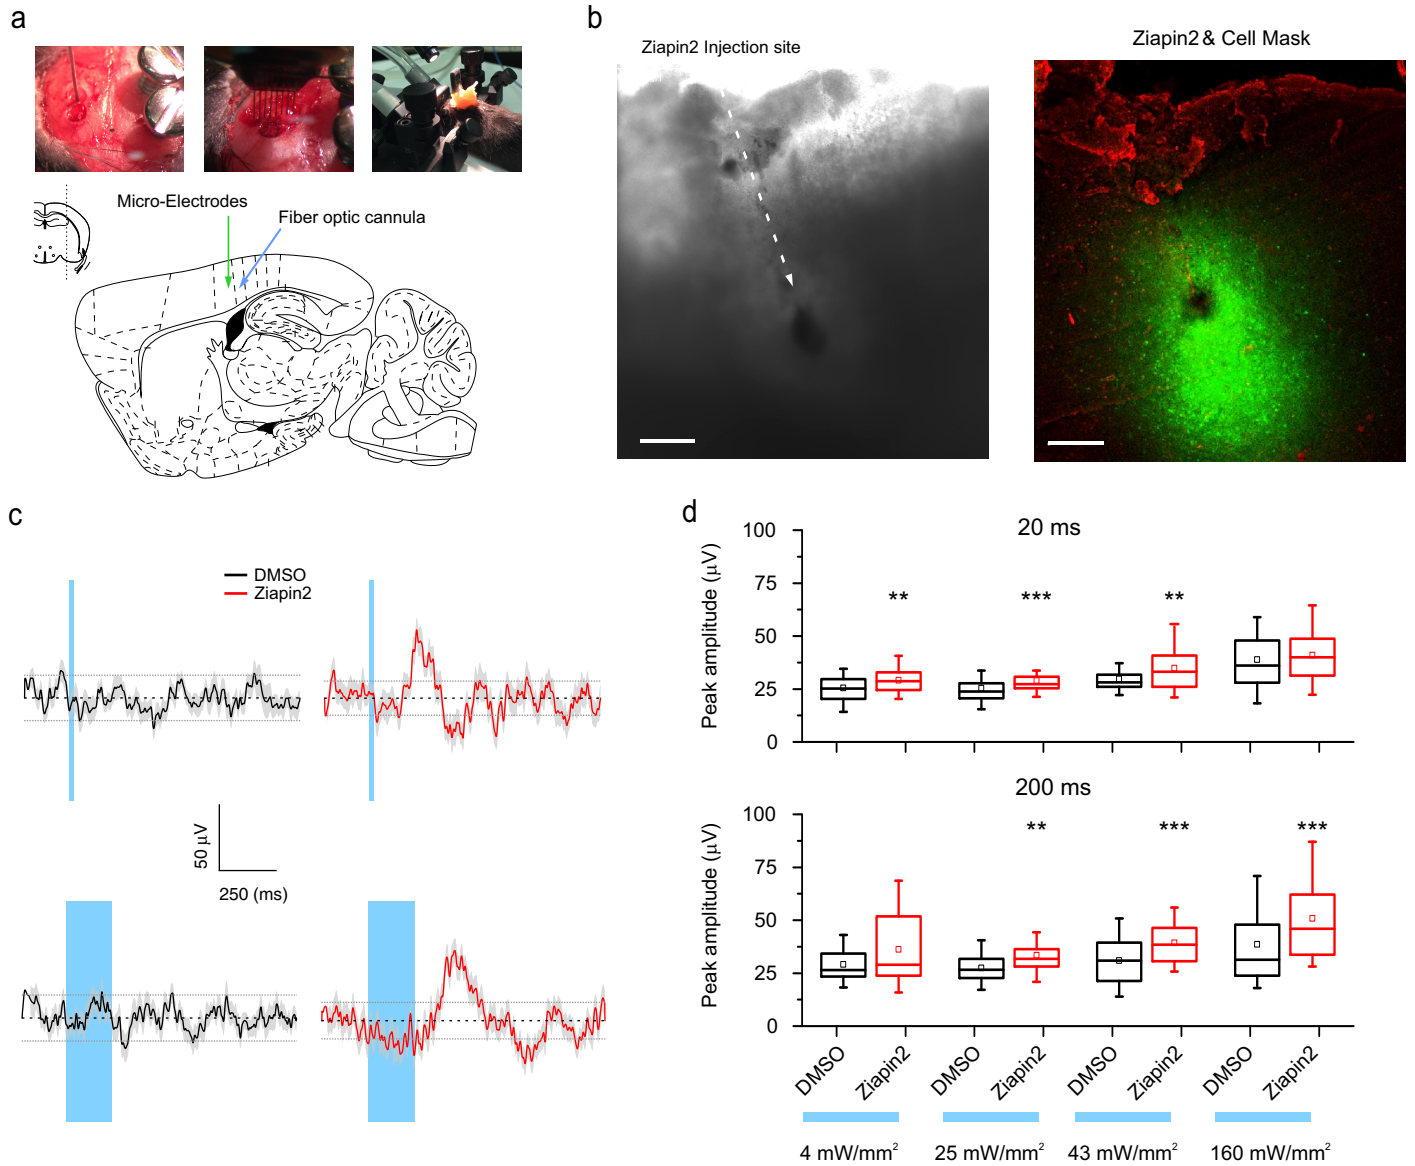 a
Micro-Electrodes
Fiber optic cannula
b
Ziapin2 Injection site
Ziapin2 & Cell Mask
c
DMSO
Ziapin2
50 µV
250 (ms)
d
20 ms
Peak amplitude (µV)
100
75
50
25
0
** *** **
200 ms
Peak amplitude (µV)
100
75
50
25
0
** *** ***
DMSO Ziapin2 DMSO Ziapin2 DMSO Ziapin2 DMSO Ziapin2
4 mW/mm² 25 mW/mm² 43 mW/mm² 160 mW/mm²